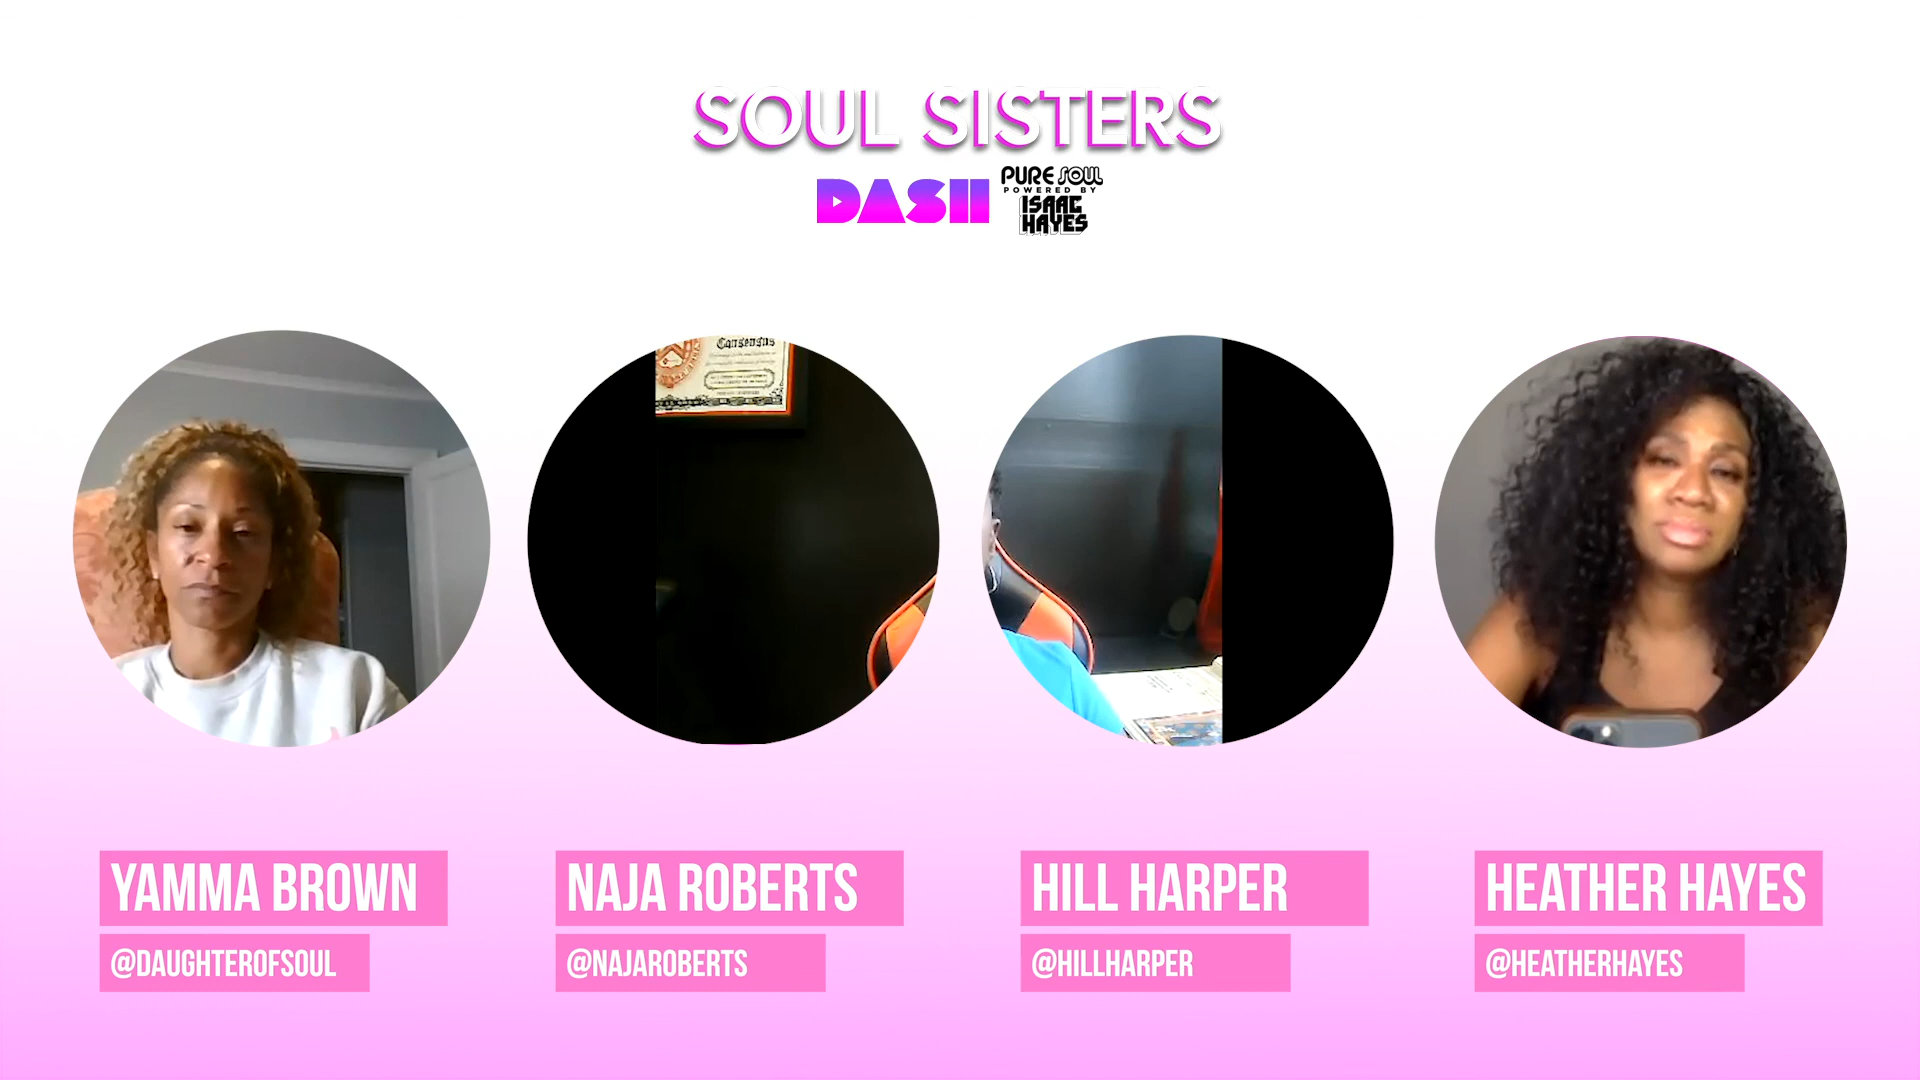 SOUL SISTERS
DASH
PURE SOUL
POWERED BY
ISAAC
HAYES
Consensus
YAMMA BROWN
NAJA ROBERTS
HILL HARPER
HEATHER HAYES
@DAUGHTEROFSOUL
@NAJAROBERTS
@HILLHARPER
@HEATHERHAYES